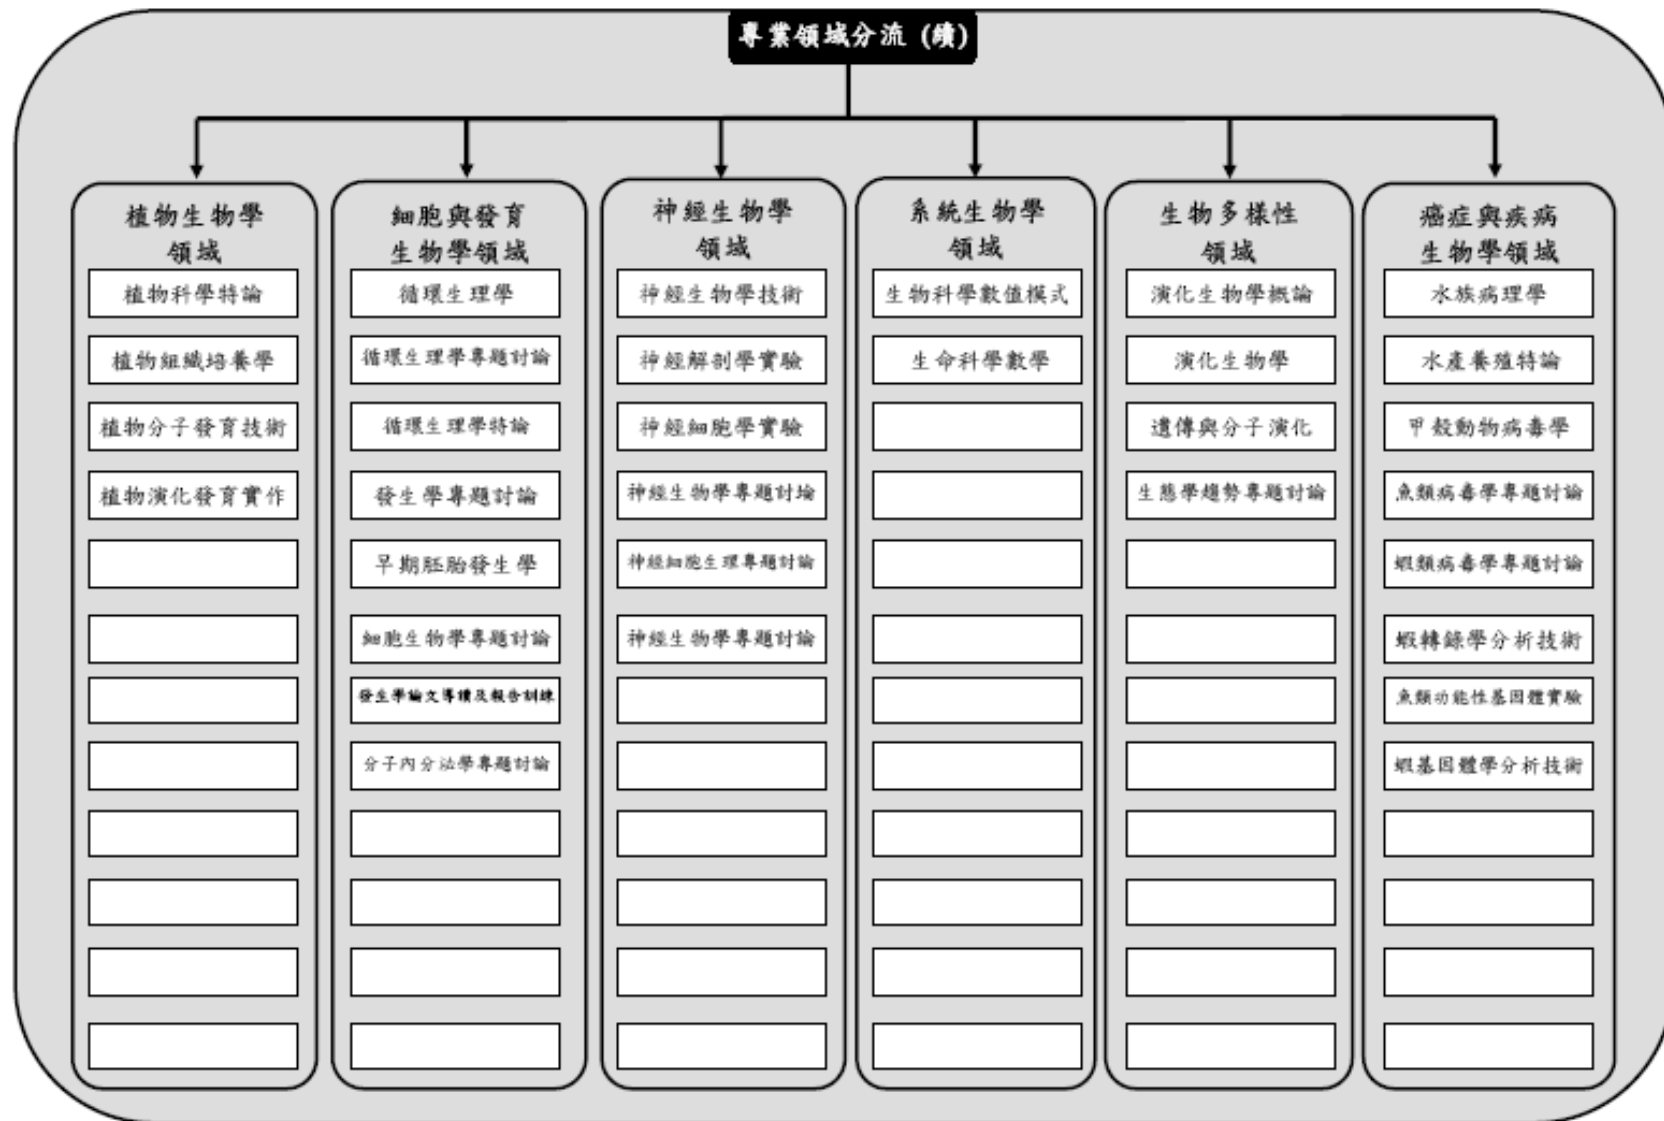 專業領域分流 (續)
植物生物學
領域
植物科學特論
植物組織培養學
植物分子發育技術
植物演化發育實作
細胞與發育
生物學領域
循環生理學
循環生理學專題討論
循環生理學特論
發生學專題討論
早期胚胎發生學
細胞生物學專題討論
發生學論文導讀及報告訓練
分子內分泌學專題討論
神經生物學
領域
神經生物學技術
神經解剖學實驗
神經細胞學實驗
神經生物學專題討論
神經細胞生理專題討論
神經生物學專題討論
系統生物學
領域
生物科學數值模式
生命科學數學
生物多樣性
領域
演化生物學概論
演化生物學
遺傳與分子演化
生態學趨勢專題討論
癌症與疾病
生物學領域
水族病理學
水產養殖特論
甲殼動物病毒學
魚類病毒學專題討論
蝦類病毒學專題討論
蝦轉錄學分析技術
魚類功能性基因體實驗
蝦基因體學分析技術